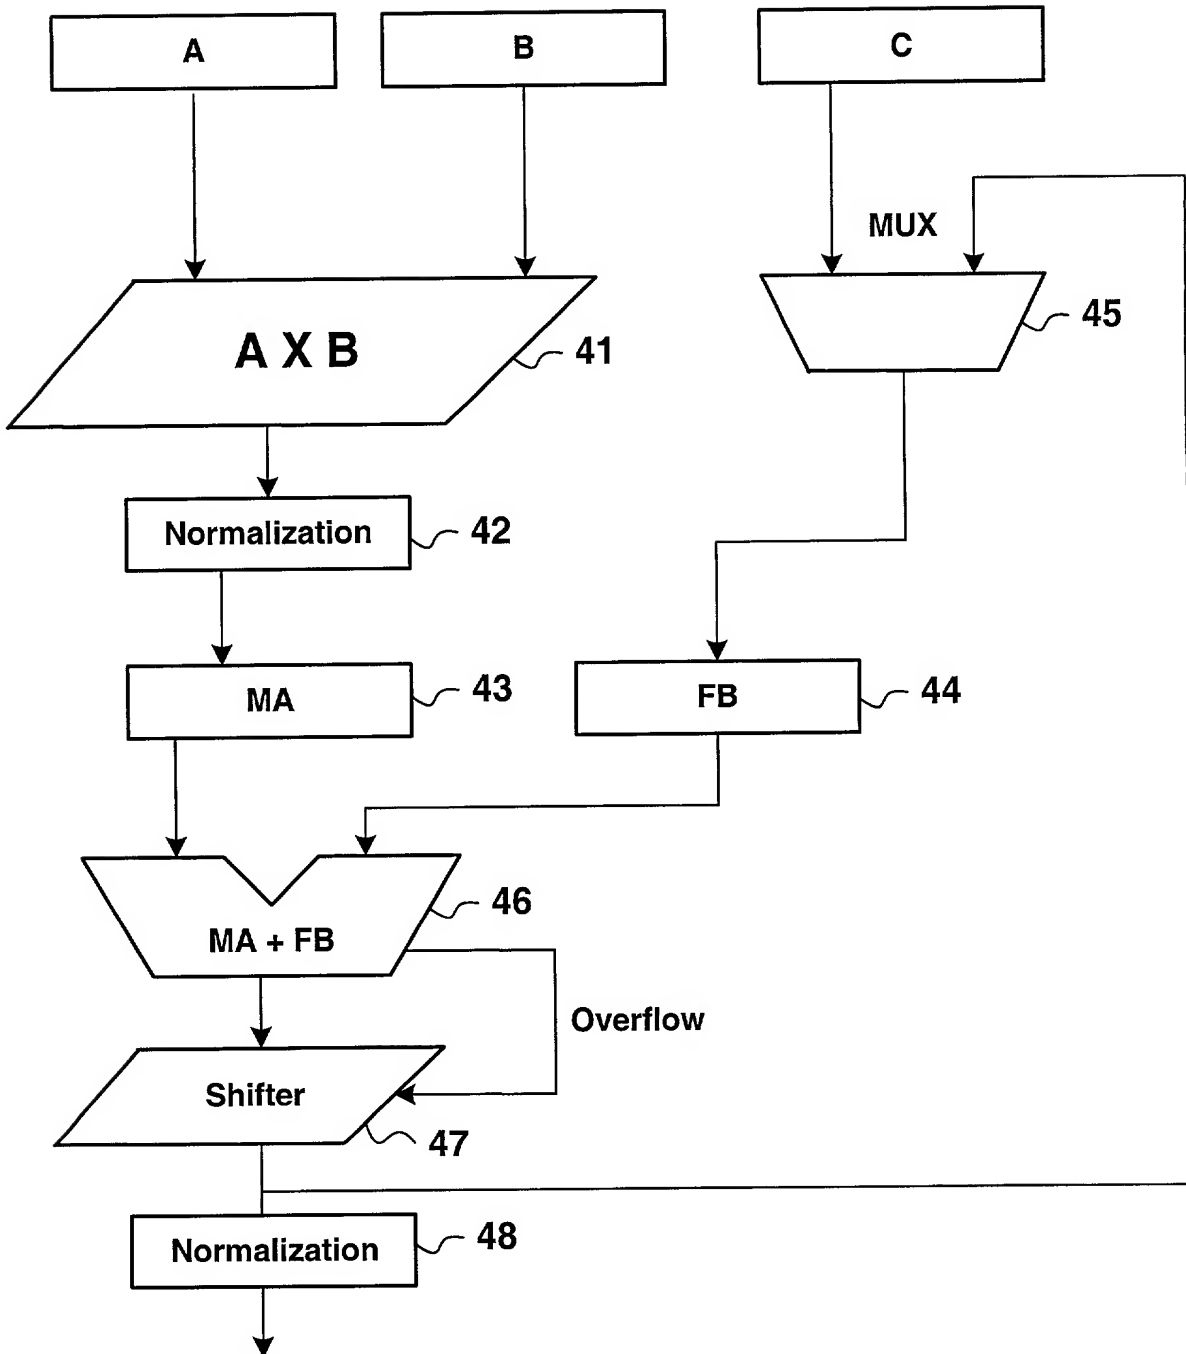 A
B
C
MUX
A X B
41
45
Normalization
42
MA
43
FB
44
MA + FB
46
Overflow
Shifter
47
Normalization
48